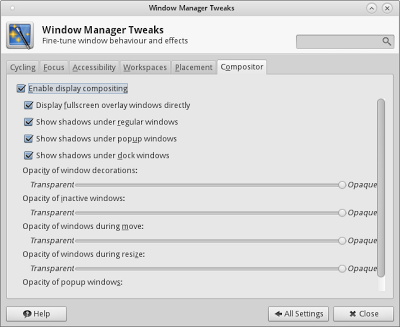 Window Manager Tweaks
Window Manager Tweaks
Fine-tune window behaviour and effects
Cycling Focus Accessibility Workspaces Placement Compositor
Enable display compositing
Display fullscreen overlay windows directly
Show shadows under regular windows
Show shadows under popup windows
Show shadows under dock windows
Opacity of window decorations:
Transparent Opaque
Opacity of inactive windows:
Transparent Opaque
Opacity of windows during move:
Transparent Opaque
Opacity of windows during resize:
Transparent Opaque
Opacity of popup windows:
Help All Settings Close